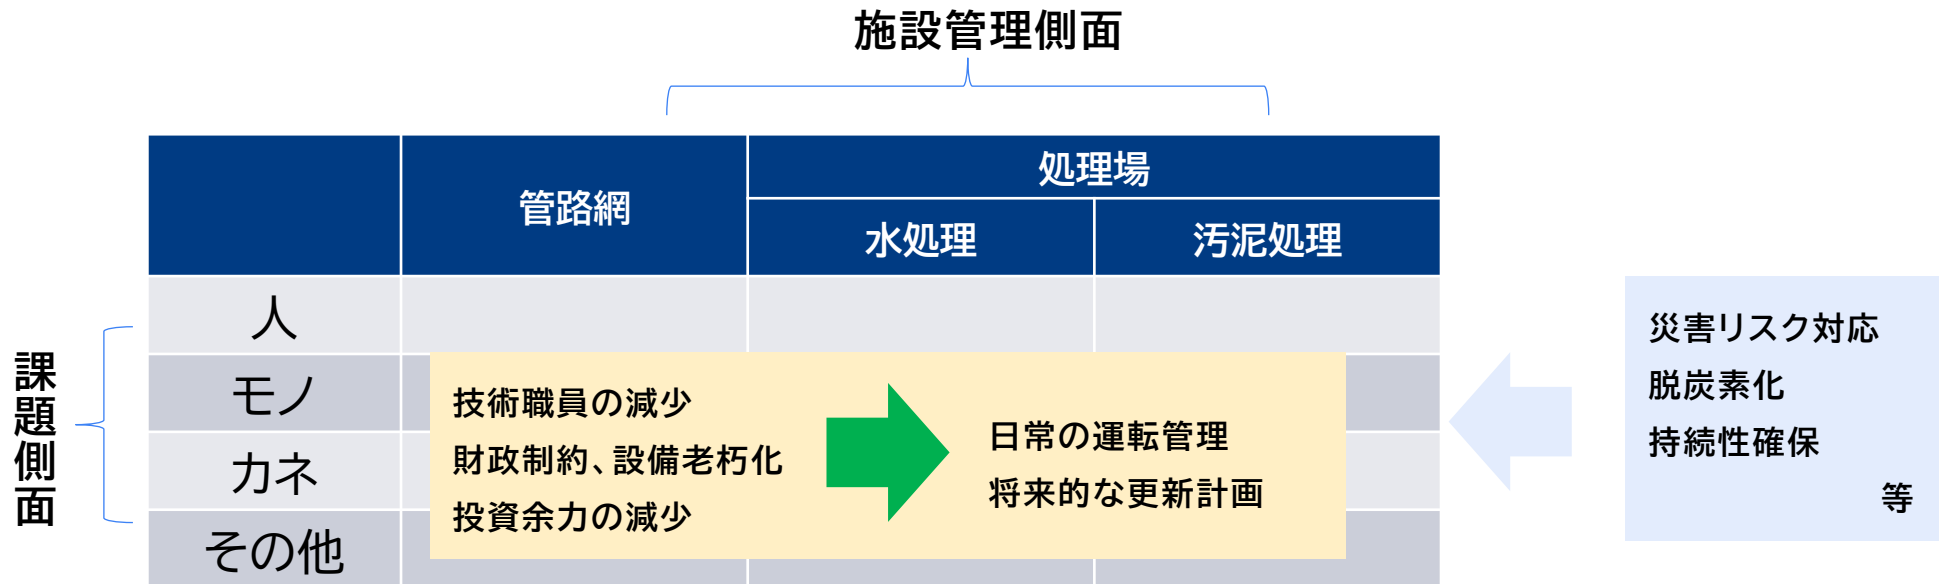 施設管理側面
管路網
処理場
水処理
汚泥処理
課題側面
人
モノ
カネ
その他
技術職員の減少
財政制約、設備老朽化
投資余力の減少
日常の運転管理
将来的な更新計画
災害リスク対応
脱炭素化
持続性確保
等